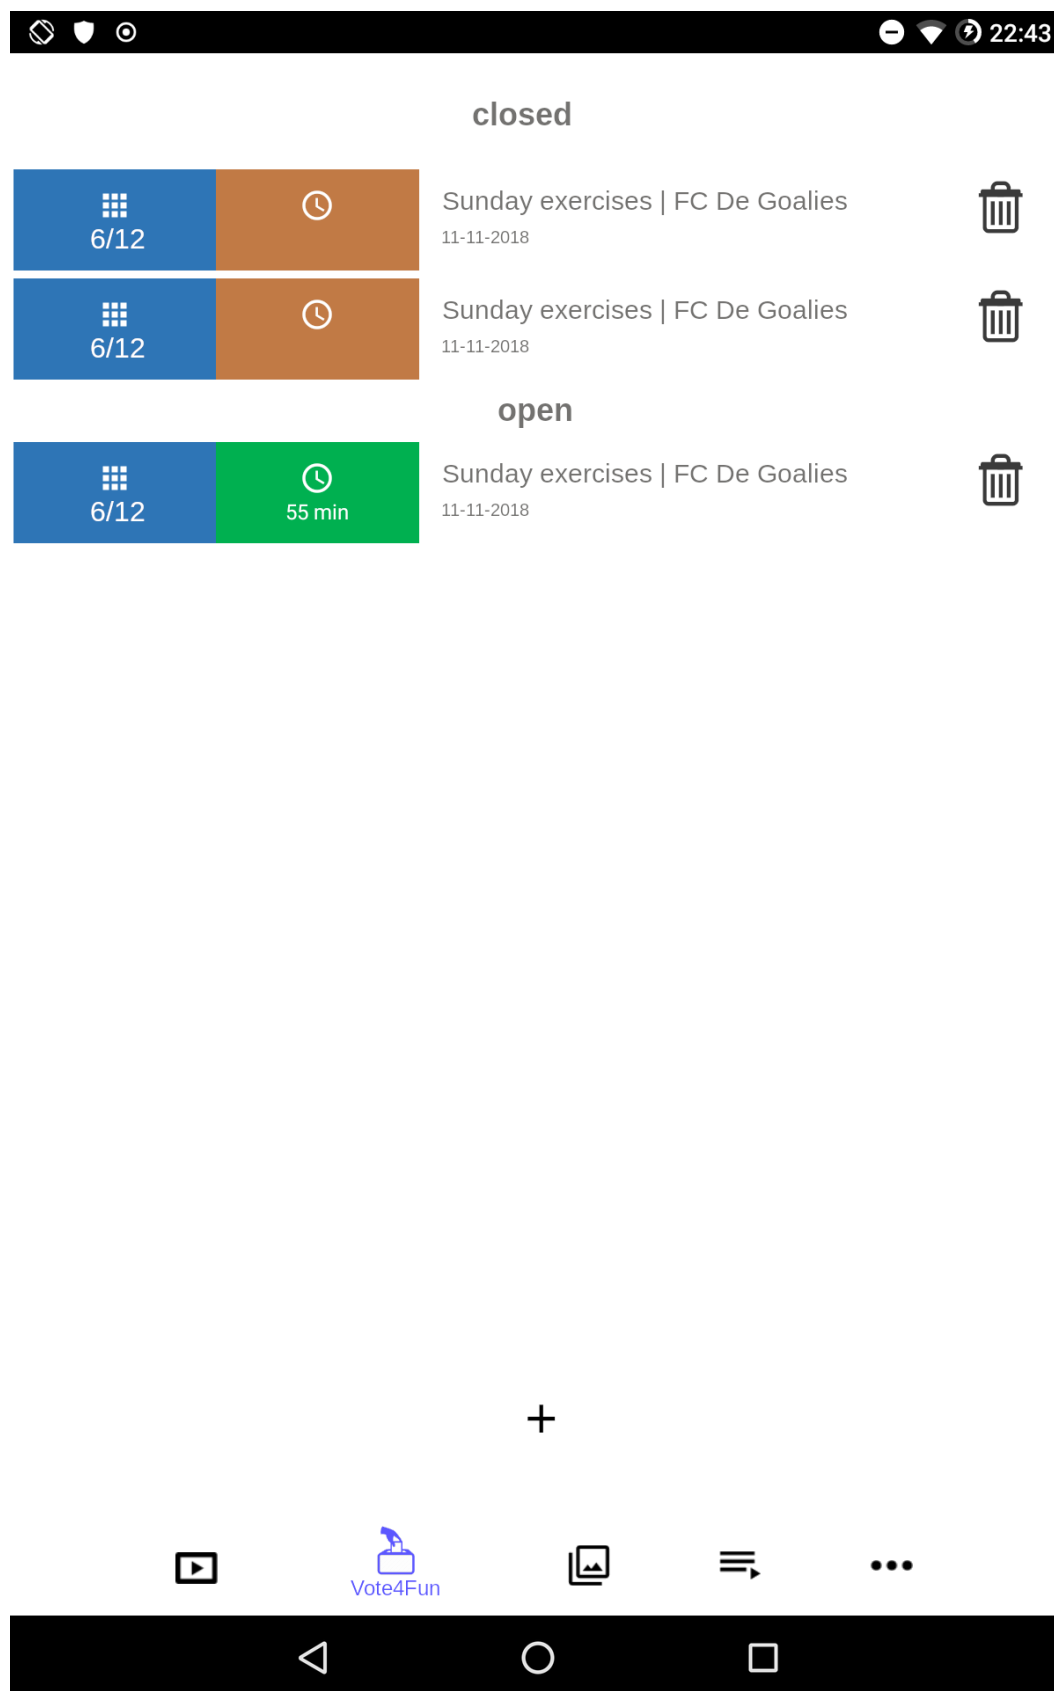 22:43
closed
6/12
Sunday exercises | FC De Goalies
11-11-2018
6/12
Sunday exercises | FC De Goalies
11-11-2018
open
6/12
55 min
Sunday exercises | FC De Goalies
11-11-2018
Vote4Fun